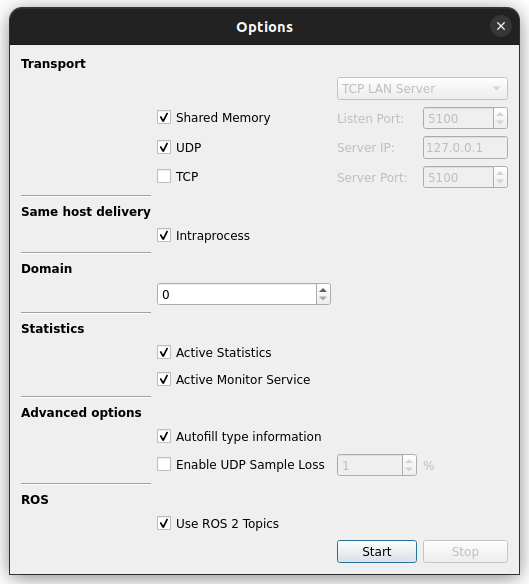 Options
Transport
TCP LAN Server
Shared Memory
Listen Port:
5100
UDP
Server IP:
127.0.0.1
TCP
Server Port:
5100
Same host delivery
Intraprocess
Domain
0
Statistics
Active Statistics
Active Monitor Service
Advanced options
Autofill type information
Enable UDP Sample Loss
1
%
ROS
Use ROS 2 Topics
Start
Stop